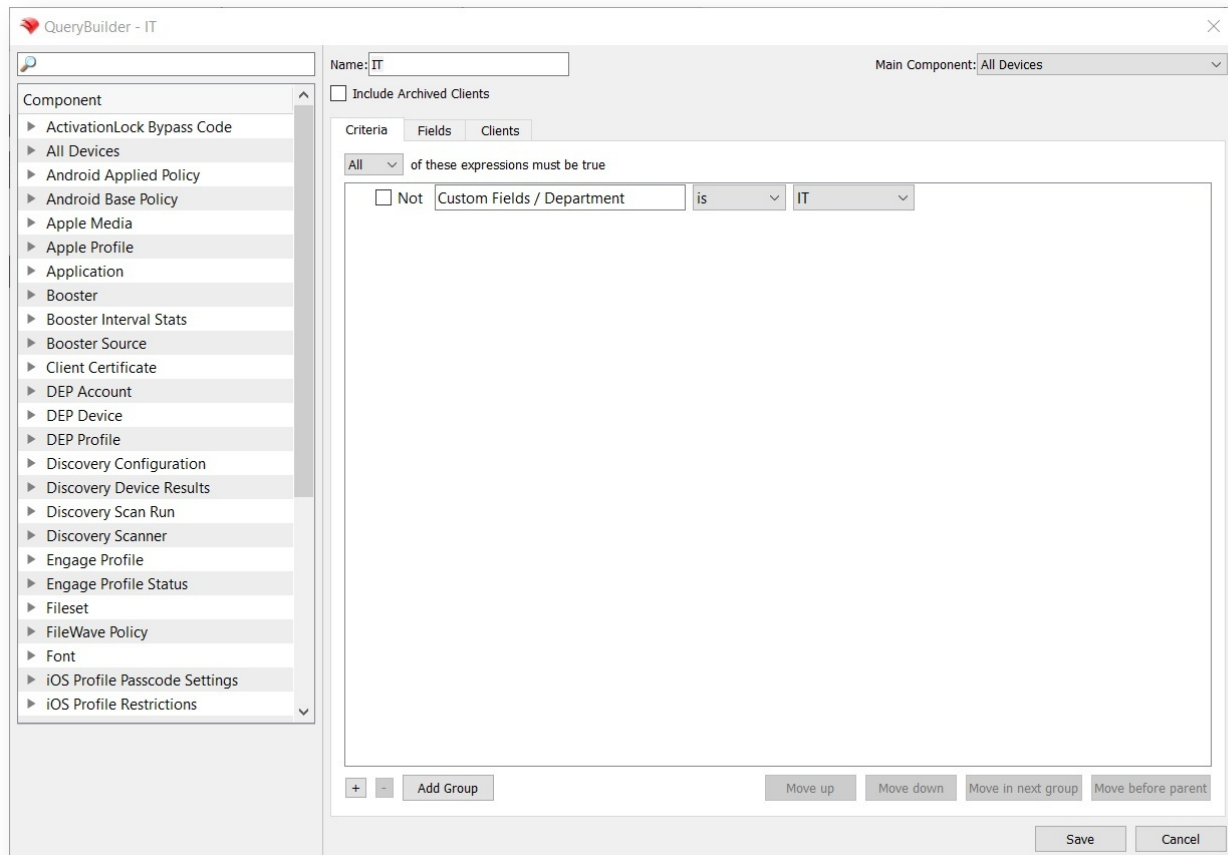 QueryBuilder - IT
Name: IT
Main Component: All Devices
Include Archived Clients
Component
ActivationLock Bypass Code
All Devices
Android Applied Policy
Android Base Policy
Apple Media
Apple Profile
Application
Booster
Booster Interval Stats
Booster Source
Client Certificate
DEP Account
DEP Device
DEP Profile
Discovery Configuration
Discovery Device Results
Discovery Scan Run
Discovery Scanner
Engage Profile
Engage Profile Status
Fileset
FileWave Policy
Font
iOS Profile Passcode Settings
iOS Profile Restrictions
Criteria Fields Clients
All of these expressions must be true
Not Custom Fields / Department is IT
+ - Add Group Move up Move down Move in next group Move before parent
Save Cancel